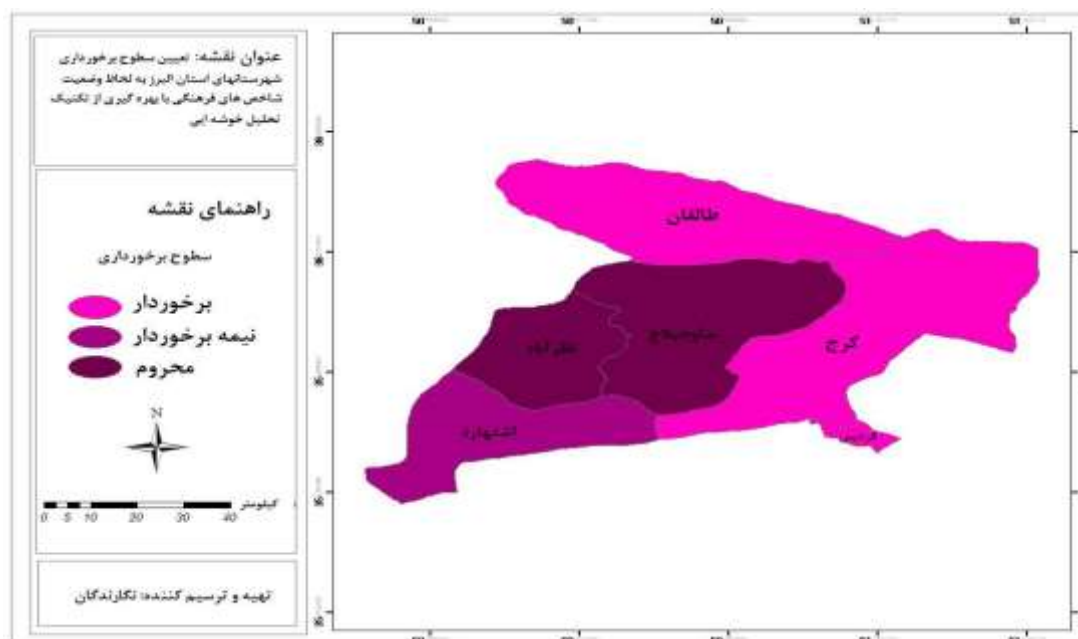 عنوان نقشه: تعیین سطوح برخورداری
شهرستانهای استان البرز به لحاظ وضعیت
شاخص های فرهنگی با بهره گیری از تکنیک
تحلیل خوشه ایی
راهنمای نقشه
سطوح برخورداری
برخوردار
نیمه برخوردار
محروم
N
کیلومتر
0 5 10 20 30 40
تهیه و ترسیم کننده: نگارندگان
طالقان
کرج
ساوجبلاغ
نظرآباد
اشتهارد